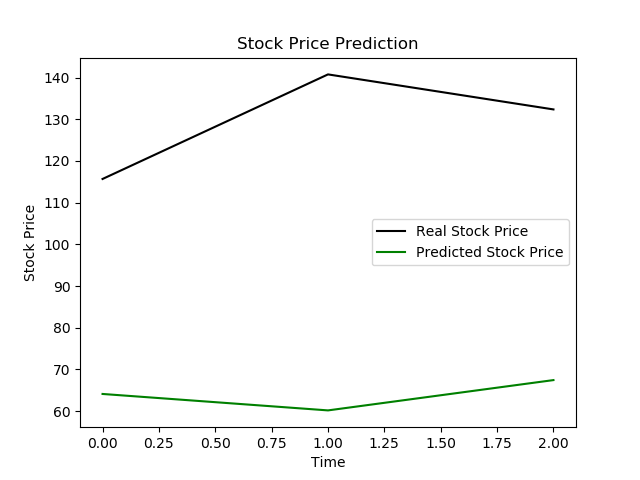 Stock Price Prediction
140
130
120
110
100
90
80
70
60
Stock Price
Real Stock Price
Predicted Stock Price
0.00 0.25 0.50 0.75 1.00 1.25 1.50 1.75 2.00
Time